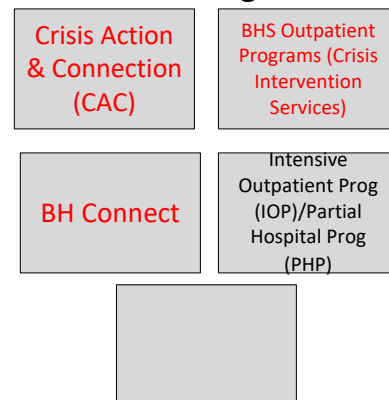 Crisis Action
& Connection
(CAC)
BHS Outpatient
Programs (Crisis
Intervention
Services)
BH Connect
Intensive
Outpatient Prog
(IOP)/Partial
Hospital Prog
(PHP)